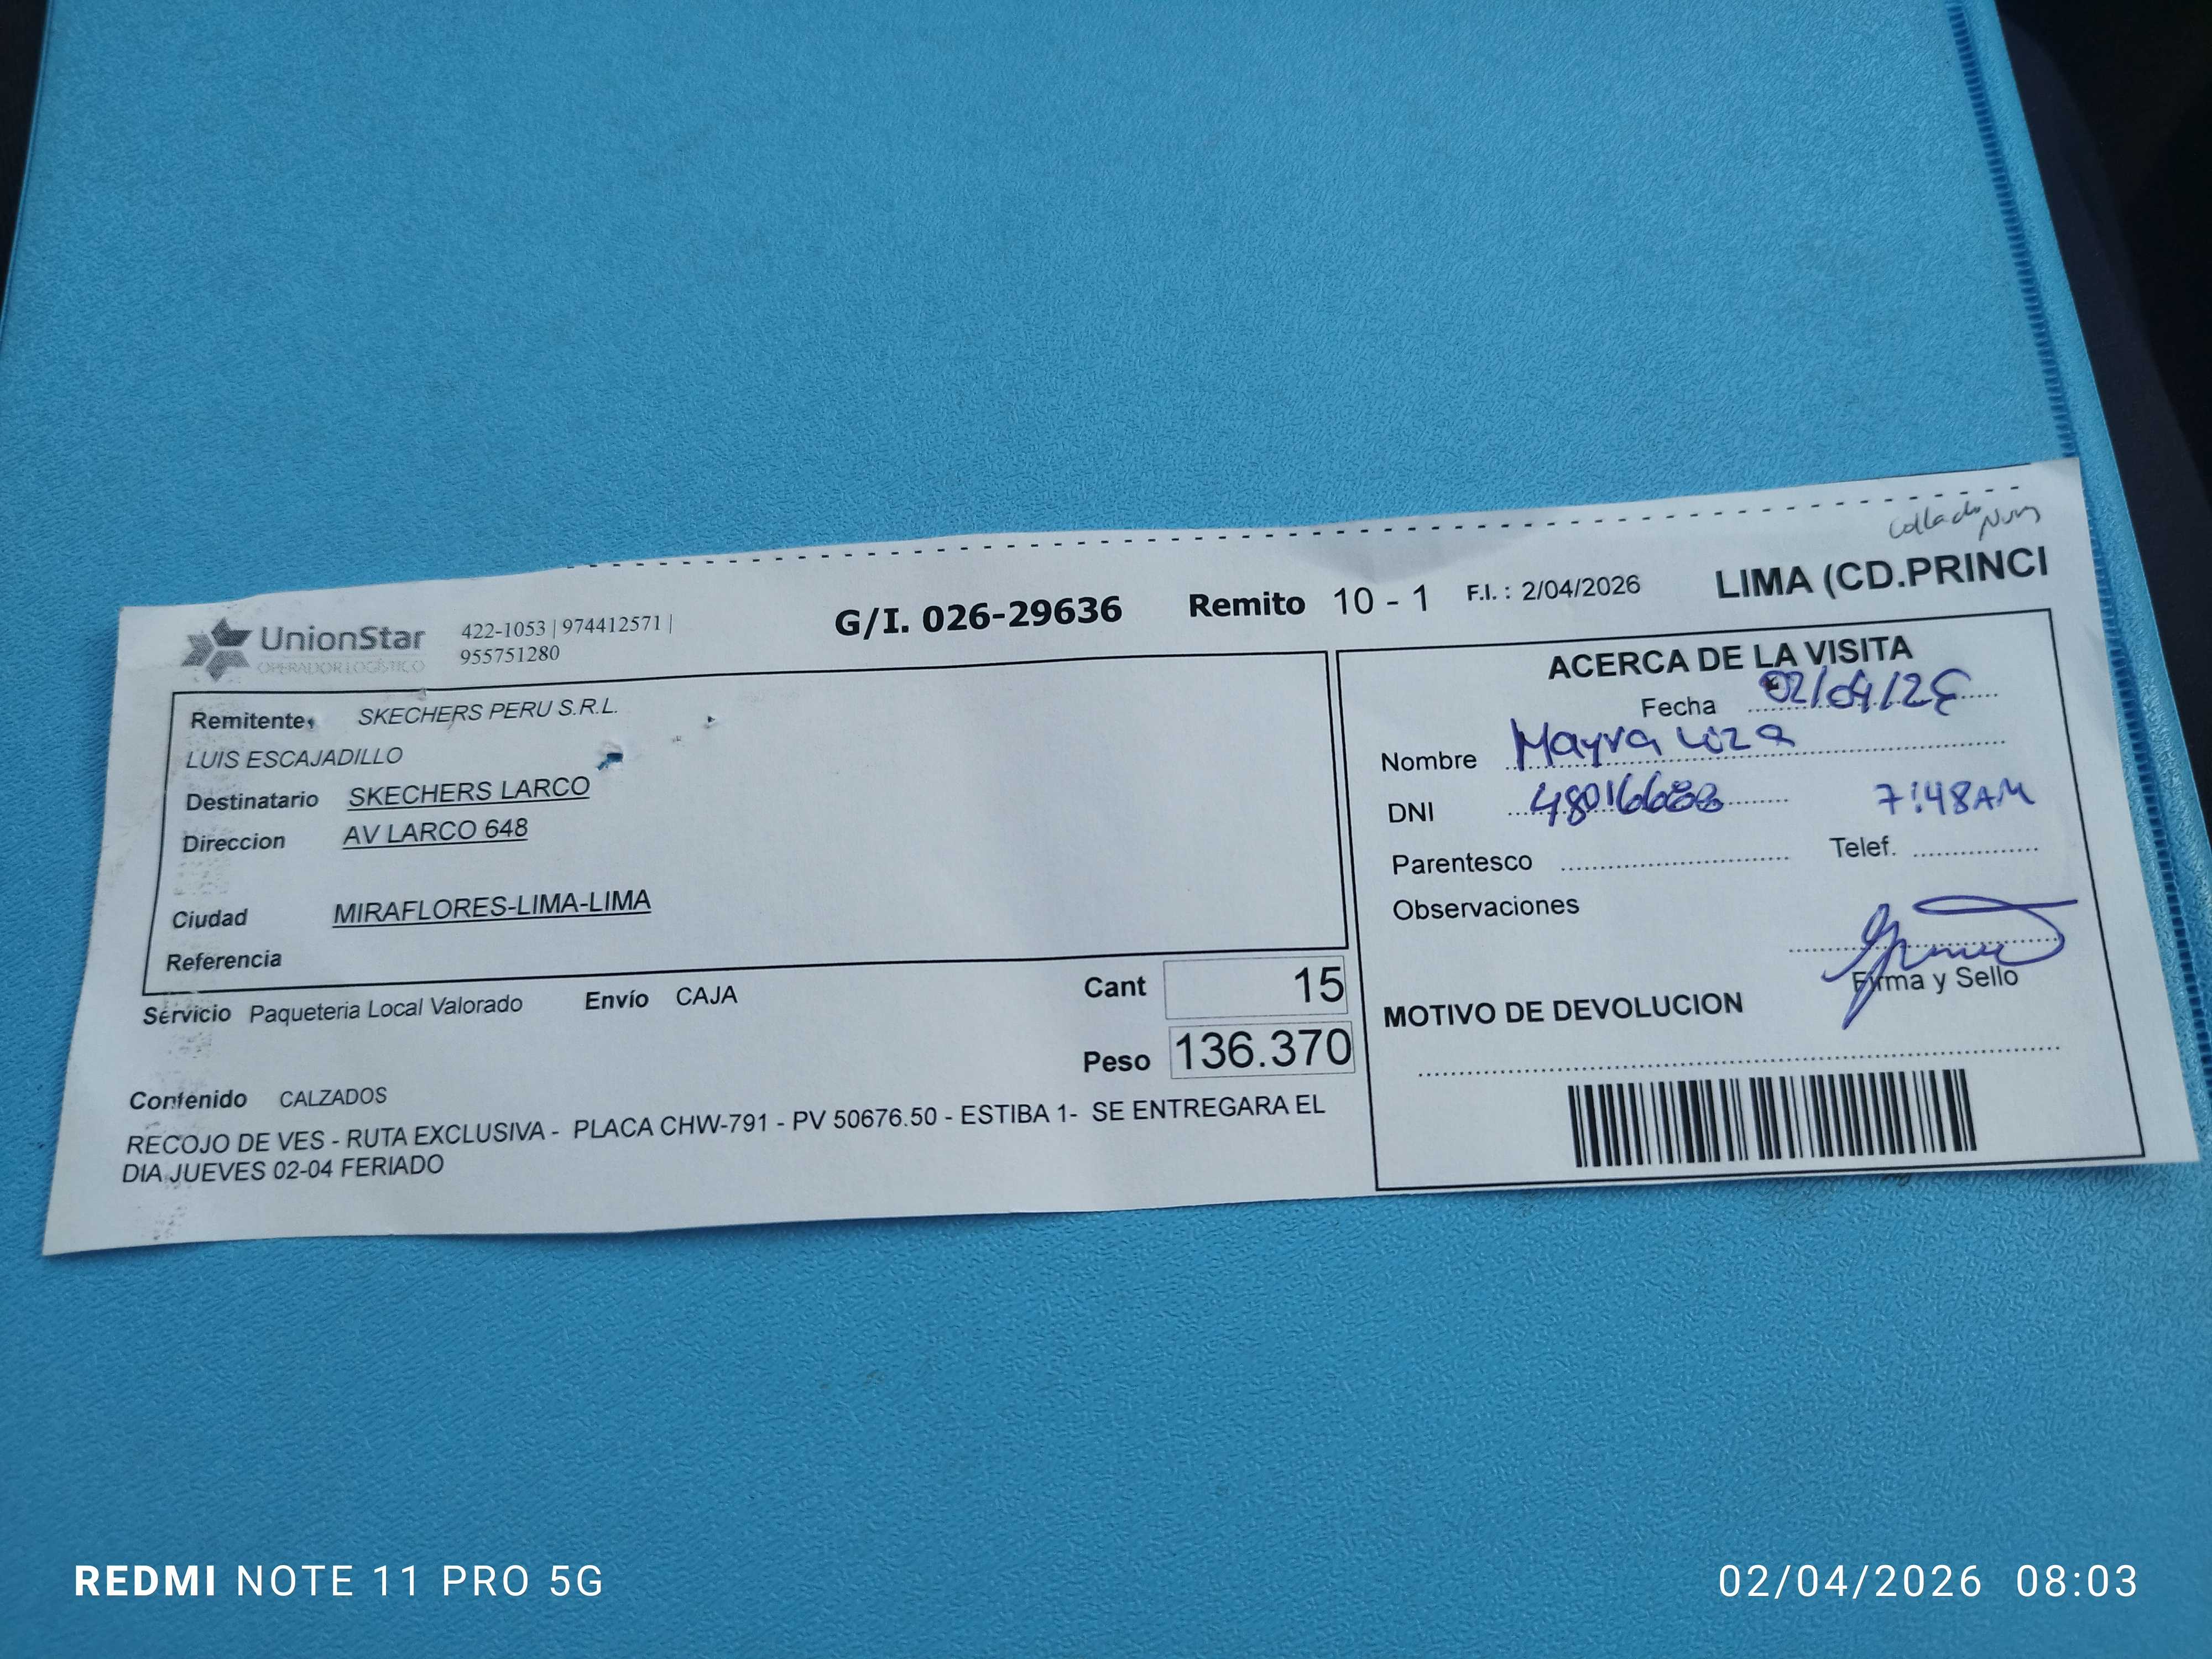 UnionStar
OPERADOR LOGÍSTICO
422-1053 | 974412571 |
955751280
G/I. 026-29636 Remito 10 - 1 F.I. : 2/04/2026 LIMA (CD.PRINCI
Collado
Remitente SKECHERS PERU S.R.L.
LUIS ESCAJADILLO
Destinatario SKECHERS LARCO
Direccion AV LARCO 648
Ciudad MIRAFLORES-LIMA-LIMA
Referencia
Servicio Paqueteria Local Valorado Envío CAJA
Cant 15
Peso 136.370
Contenido CALZADOS
RECOJO DE VES - RUTA EXCLUSIVA - PLACA CHW-791 - PV 50676.50 - ESTIBA 1- SE ENTREGARA EL
DIA JUEVES 02-04 FERIADO
ACERCA DE LA VISITA
Fecha 02/04/26
Nombre Mayra Loza
DNI
7:48 AM
Parentesco Telef.
Observaciones
Firma y Sello
MOTIVO DE DEVOLUCION
REDMI NOTE 11 PRO 5G
02/04/2026 08:03